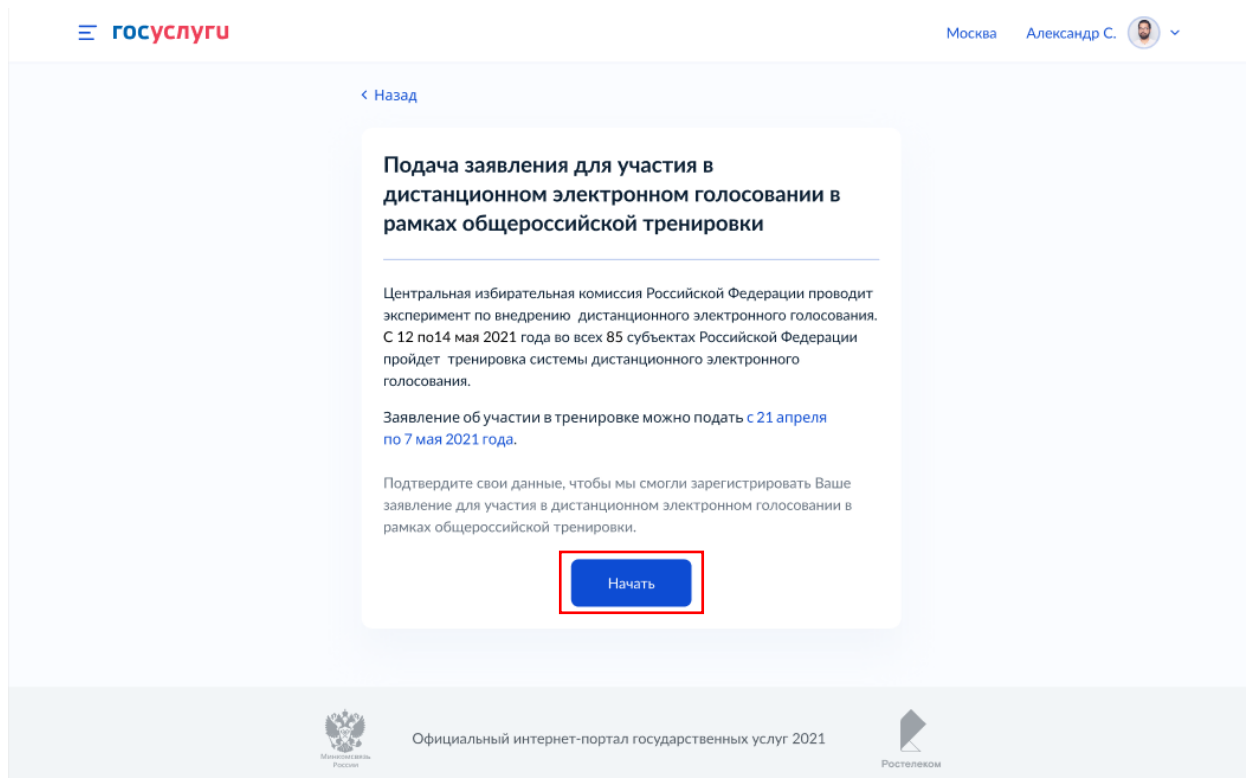 госуслуги
Москва
Александр С.
Назад
Подача заявления для участия в
дистанционном электронном голосовании в
рамках общероссийской тренировки
Центральная избирательная комиссия Российской Федерации проводит
эксперимент по внедрению дистанционного электронного голосования.
С 12 по14 мая 2021 года во всех 85 субъектах Российской Федерации
пройдет тренировка системы дистанционного электронного
голосования.
Заявление об участии в тренировке можно подать с 21 апреля
по 7 мая 2021 года.
Подтвердите свои данные, чтобы мы смогли зарегистрировать Ваше
заявление для участия в дистанционном электронном голосовании в
рамках общероссийской тренировки.
Начать
Минкомсвязь
России
Официальный интернет-портал государственных услуг 2021
Ростелеком